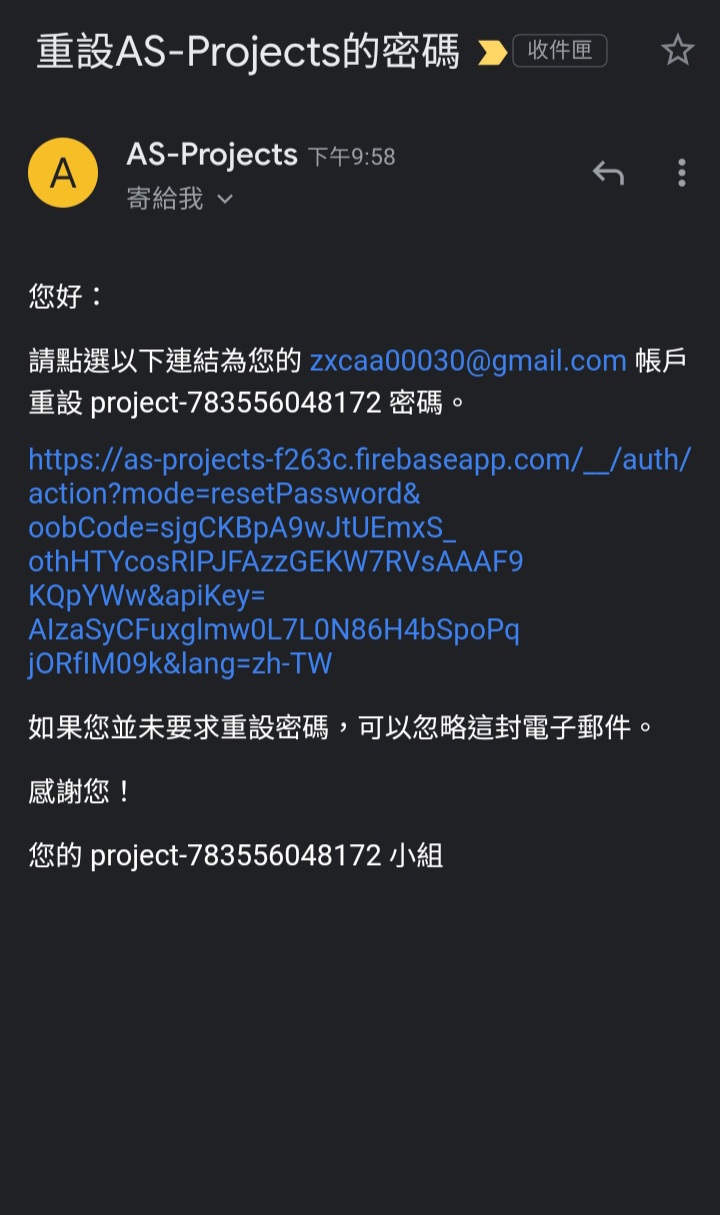 重設AS-Projects的密碼
收件匣
A
AS-Projects 下午9:58
寄給我
您好：
請點選以下連結為您的 zxcaa00030@gmail.com 帳戶
重設 project-783556048172 密碼。
https://as-projects-f263c.firebaseapp.com/__/auth/
action?mode=resetPassword&
oobCode=sjgCKBpA9wJtUEmxS_
othHTYcosRIPJFAzzGEKW7RVsAAAF9
KQpYWw&apiKey=
AIzaSyCFuxglmw0L7L0N86H4bSpoPq
jORfIM09k&lang=zh-TW
如果您並未要求重設密碼，可以忽略這封電子郵件。
感謝您！
您的 project-783556048172 小組